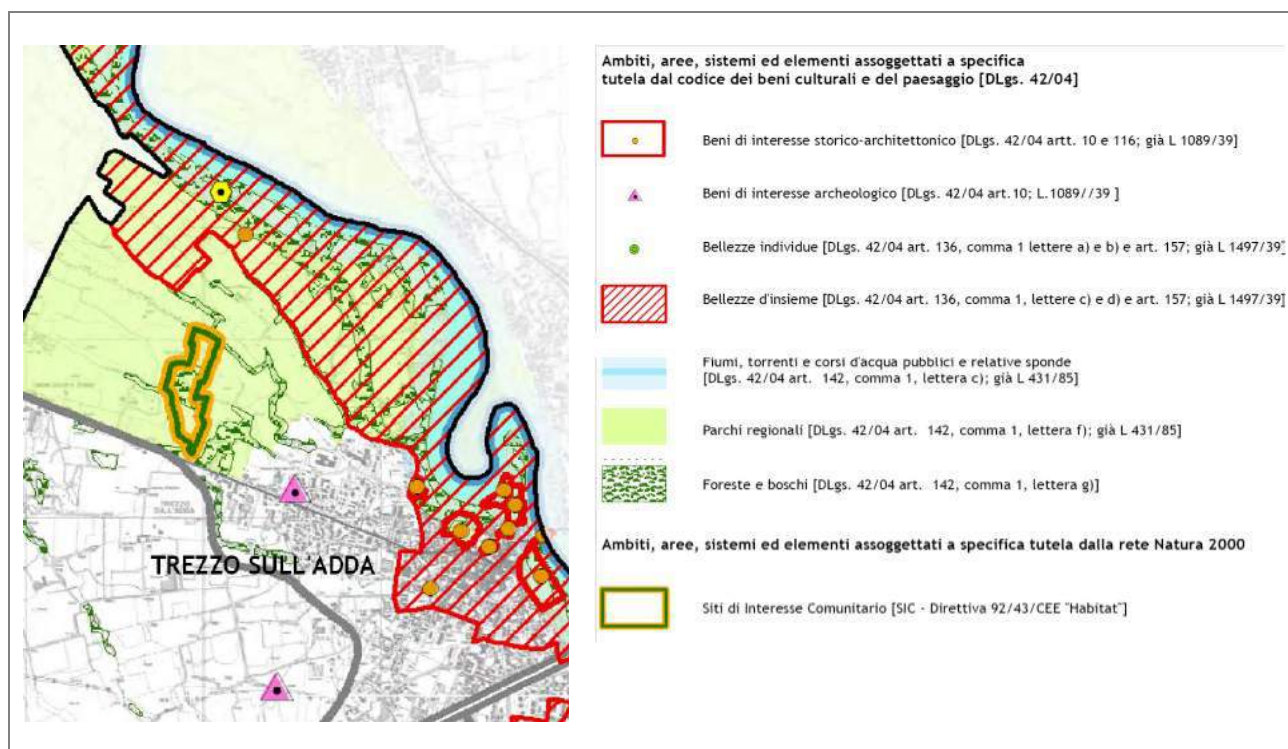 Ambiti, aree, sistemi ed elementi assoggettati a specifica
tutela dal codice dei beni culturali e del paesaggio [DLgs. 42/04]
Beni di interesse storico-architettonico [DLgs. 42/04 artt. 10 e 116; già L 1089/39]
Beni di interesse archeologico [DLgs. 42/04 art.10; L.1089//39 ]
Bellezze individue [DLgs. 42/04 art. 136, comma 1 lettere a) e b) e art. 157; già L 1497/39]
Bellezze d'insieme [DLgs. 42/04 art. 136, comma 1, lettere c) e d) e art. 157; già L 1497/39]
Fiumi, torrenti e corsi d'acqua pubblici e relative sponde
[DLgs. 42/04 art. 142, comma 1, lettera c); già L 431/85]
Parchi regionali [DLgs. 42/04 art. 142, comma 1, lettera f); già L 431/85]
Foreste e boschi [DLgs. 42/04 art. 142, comma 1, lettera g)]
Ambiti, aree, sistemi ed elementi assoggettati a specifica tutela dalla rete Natura 2000
Siti di Interesse Comunitario [SIC - Direttiva 92/43/CEE "Habitat"]
TREZZO SULL'ADDA